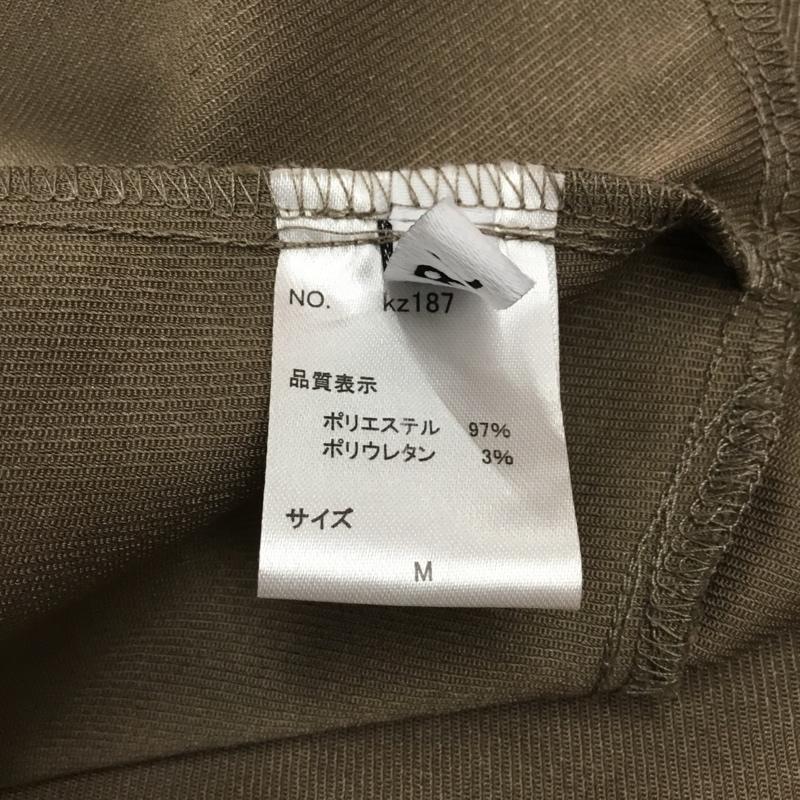 NO. kz187
品質表示
ポリエステル 97%
ポリウレタン 3%
サイズ
M